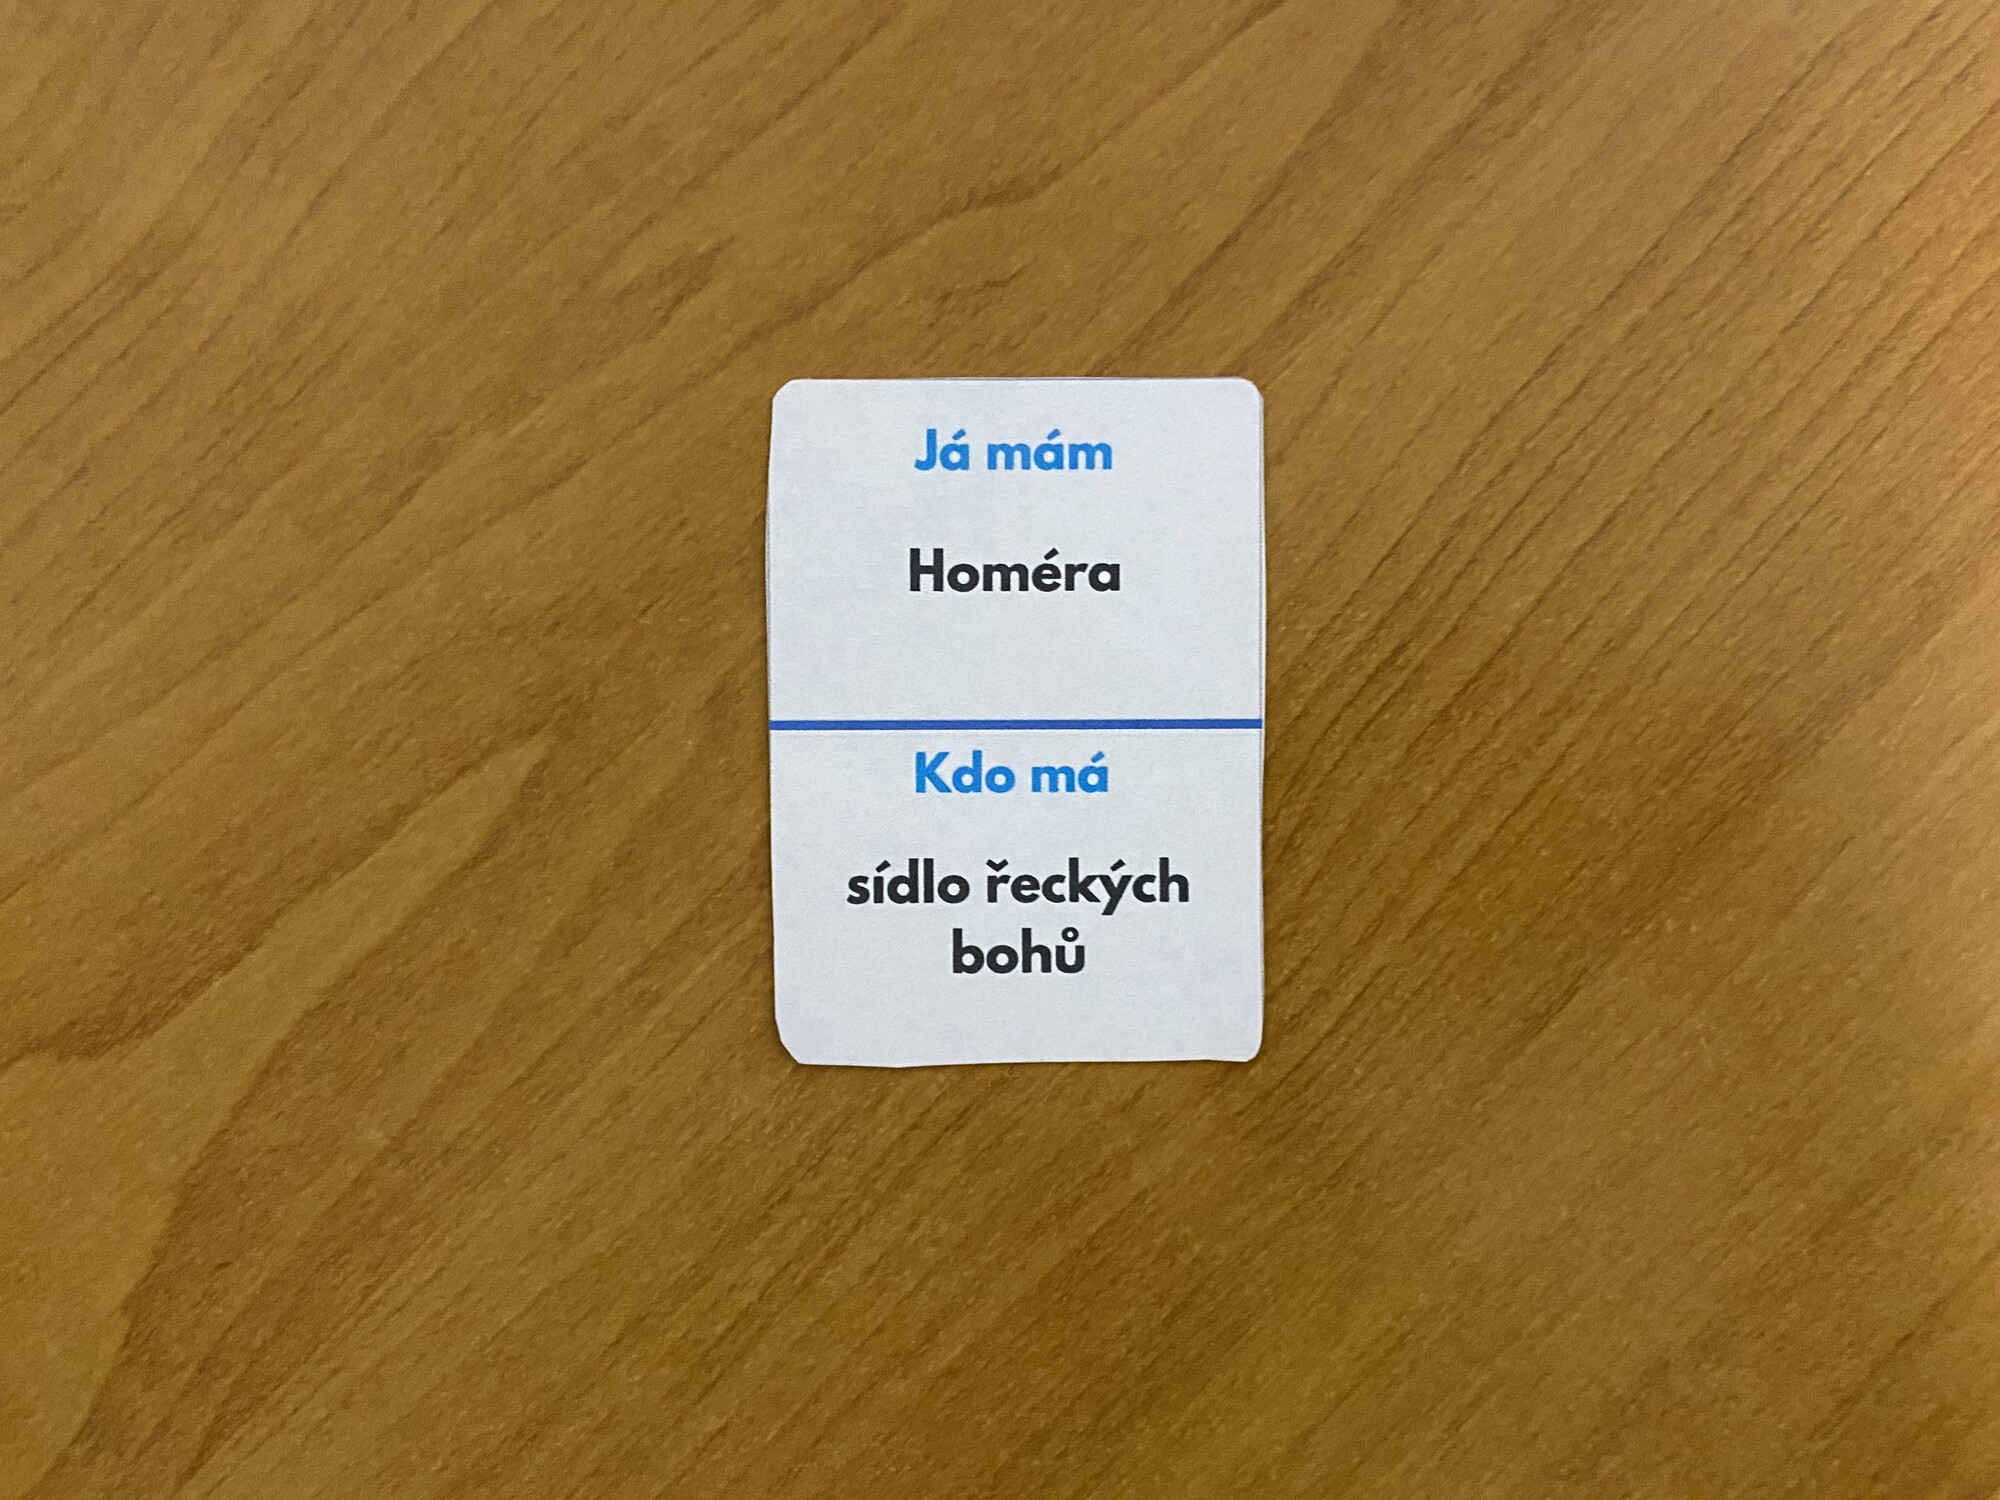 Já mám
Homéra
Kdo má
sídlo řeckých
bohů